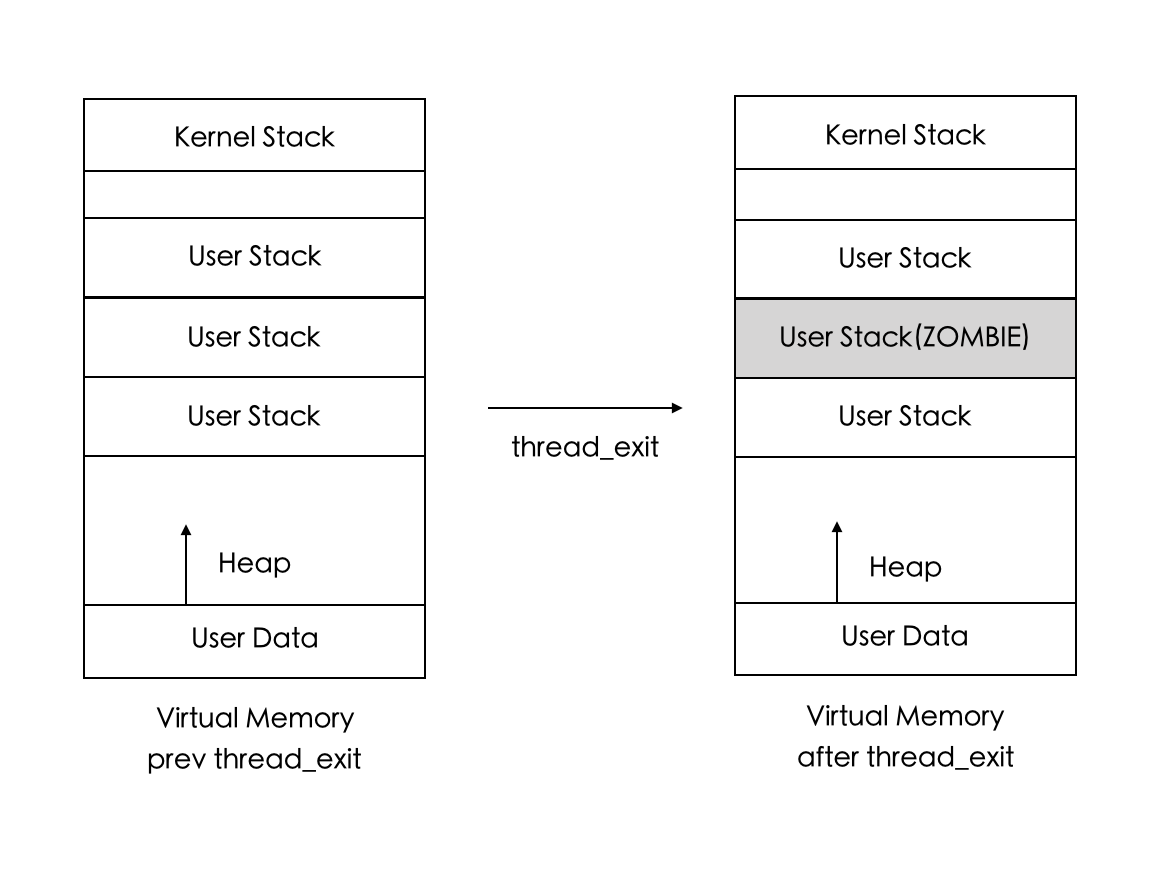 Kernel Stack
User Stack
User Stack
User Stack
Heap
User Data
Virtual Memory
prev thread_exit
thread_exit
Kernel Stack
User Stack
User Stack(ZOMBIE)
User Stack
Heap
User Data
Virtual Memory
after thread_exit